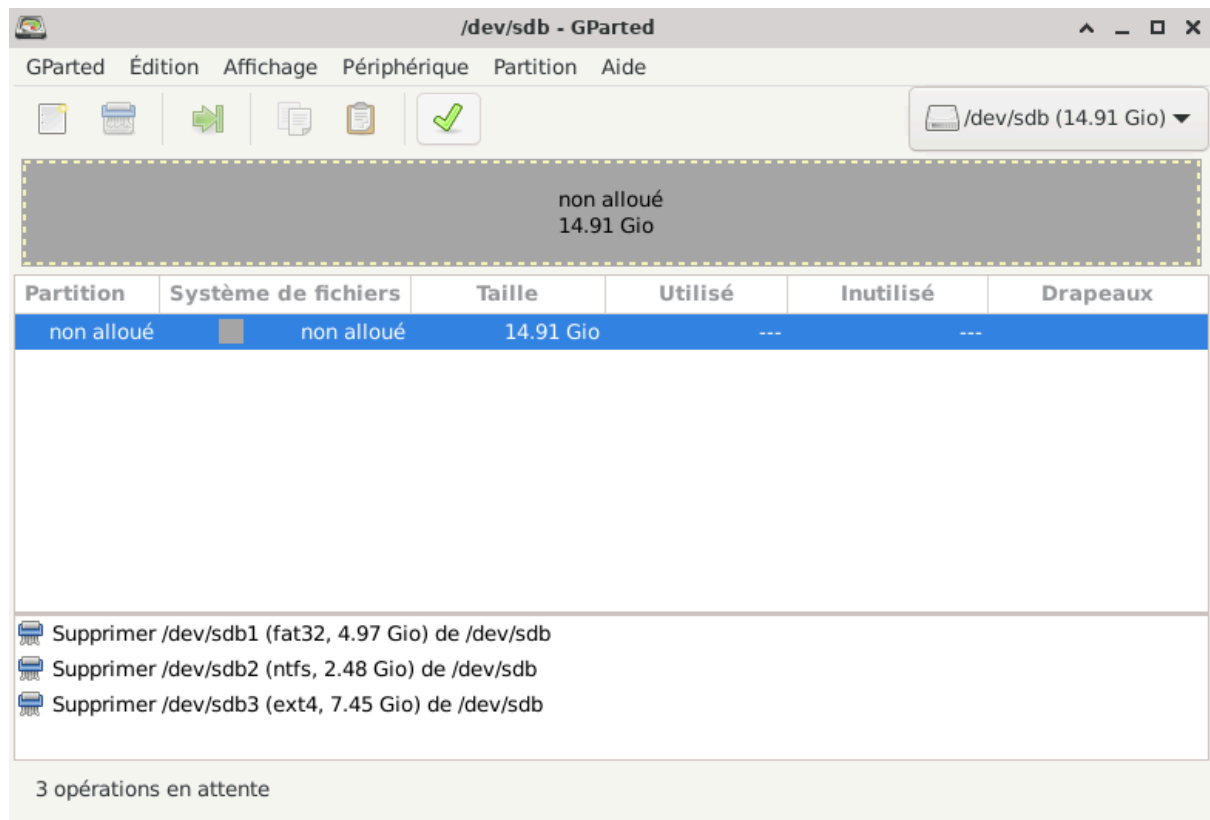 /dev/sdb - GParted
GParted Édition Affichage Périphérique Partition Aide
/dev/sdb (14.91 Gio)
non alloué
14.91 Gio
Partition Système de fichiers Taille Utilisé Inutilisé Drapeaux
non alloué non alloué 14.91 Gio --- ---
Supprimer /dev/sdb1 (fat32, 4.97 Gio) de /dev/sdb
Supprimer /dev/sdb2 (ntfs, 2.48 Gio) de /dev/sdb
Supprimer /dev/sdb3 (ext4, 7.45 Gio) de /dev/sdb
3 opérations en attente